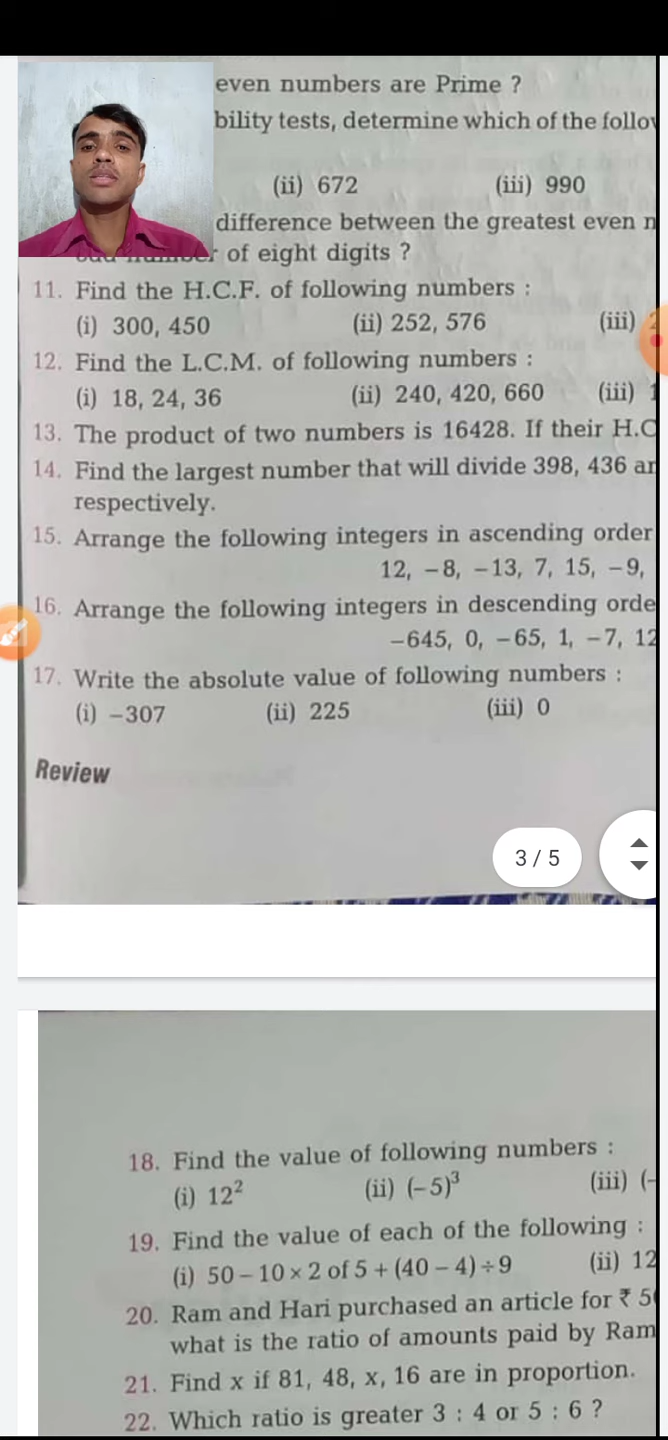 even numbers are Prime ?
bility tests, determine which of the follow
(ii) 672 (iii) 990
difference between the greatest even n
odd number of eight digits ?
11. Find the H.C.F. of following numbers :
(i) 300, 450 (ii) 252, 576 (iii) 2
12. Find the L.C.M. of following numbers :
(i) 18, 24, 36 (ii) 240, 420, 660 (iii) 1
13. The product of two numbers is 16428. If their H.C
14. Find the largest number that will divide 398, 436 an
respectively.
15. Arrange the following integers in ascending order
12, −8, −13, 7, 15, −9,
16. Arrange the following integers in descending orde
−645, 0, −65, 1, −7, 12
17. Write the absolute value of following numbers :
(i) −307 (ii) 225 (iii) 0
Review
3 / 5
18. Find the value of following numbers :
(i) 12² (ii) (−5)³ (iii) (−
19. Find the value of each of the following :
(i) 50 − 10 × 2 of 5 + (40 − 4) ÷ 9 (ii) 12
20. Ram and Hari purchased an article for ₹ 50
what is the ratio of amounts paid by Ram
21. Find x if 81, 48, x, 16 are in proportion.
22. Which ratio is greater 3 : 4 or 5 : 6 ?